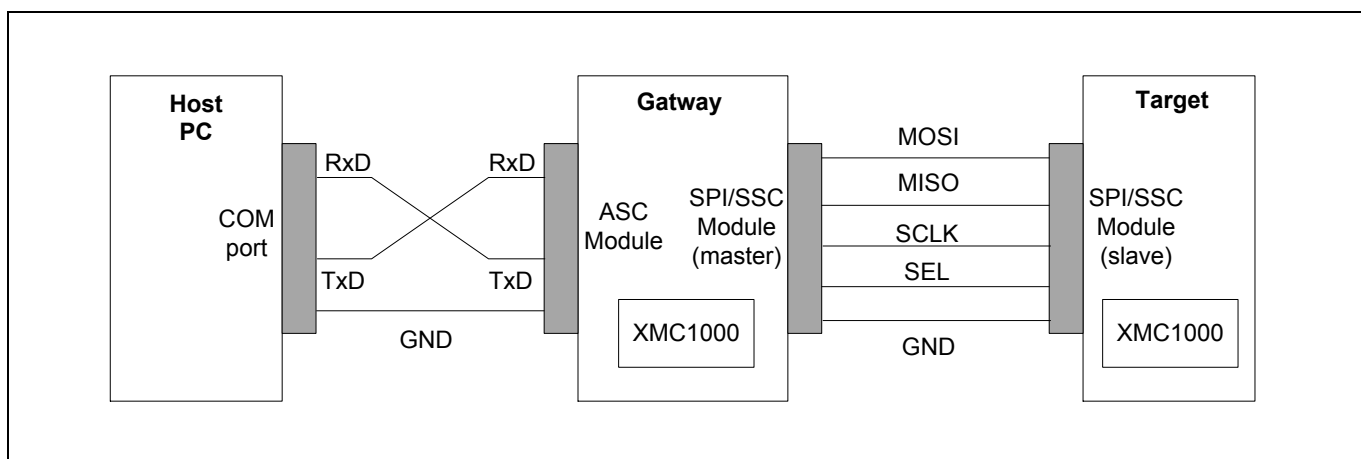 Host
PC
RxD
COM
port
TxD
GND
RxD
TxD
Gatway
ASC
Module
SPI/SSC
Module
(master)
XMC1000
MOSI
MISO
SCLK
SEL
GND
Target
SPI/SSC
Module
(slave)
XMC1000